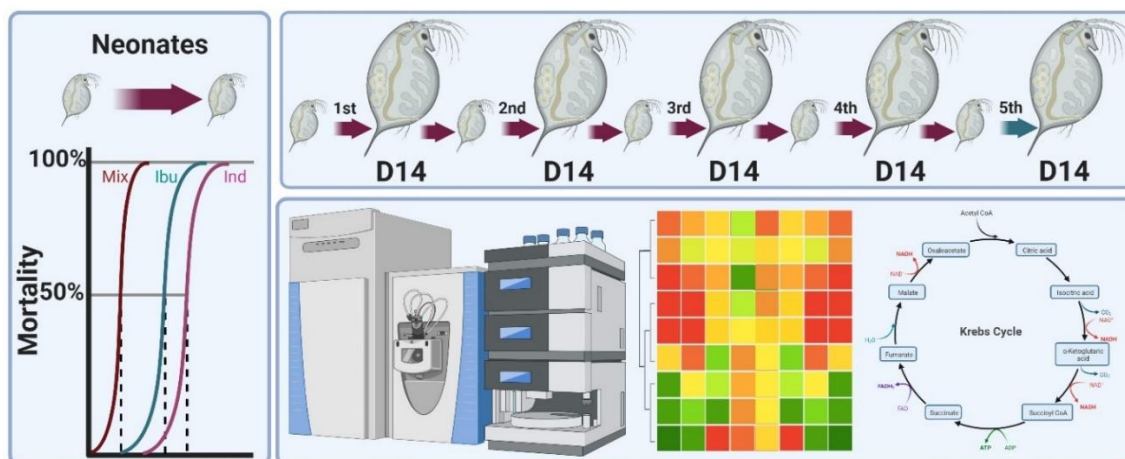 Neonates
100%
Mix
Ibu
Ind
50%
Mortality
1st
2nd
3rd
4th
5th
D14
D14
D14
D14
D14
Acetyl CoA
Oxaloacetate
Citric acid
NADH
NAD⁺
Malate
Isocitric acid
CO₂
NAD⁺
NADH
Krebs Cycle
H₂O
α-Ketoglutaric
acid
Fumarate
CO₂
FADH₂
NAD⁺
FAD
NADH
Succinate
Succinyl CoA
ATP
ADP